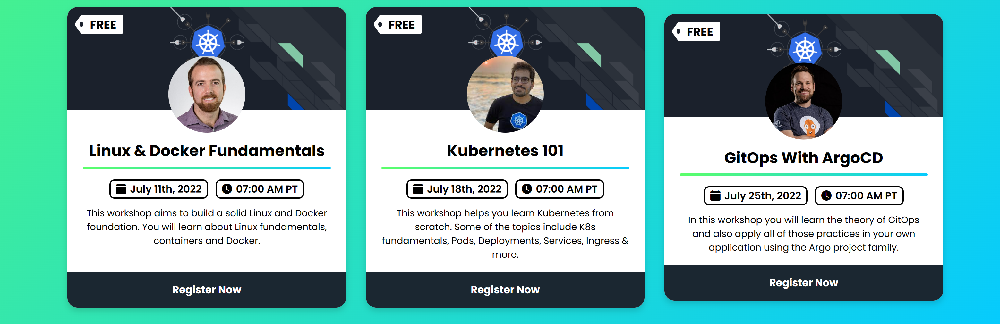 FREE
Linux & Docker Fundamentals
July 11th, 2022
07:00 AM PT
This workshop aims to build a solid Linux and Docker
foundation. You will learn about Linux fundamentals,
containers and Docker.
Register Now
FREE
Kubernetes 101
July 18th, 2022
07:00 AM PT
This workshop helps you learn Kubernetes from
scratch. Some of the topics include K8s
fundamentals, Pods, Deployments, Services, Ingress &
more.
Register Now
FREE
GitOps With ArgoCD
July 25th, 2022
07:00 AM PT
In this workshop you will learn the theory of GitOps
and also apply all of those practices in your own
application using the Argo project family.
Register Now